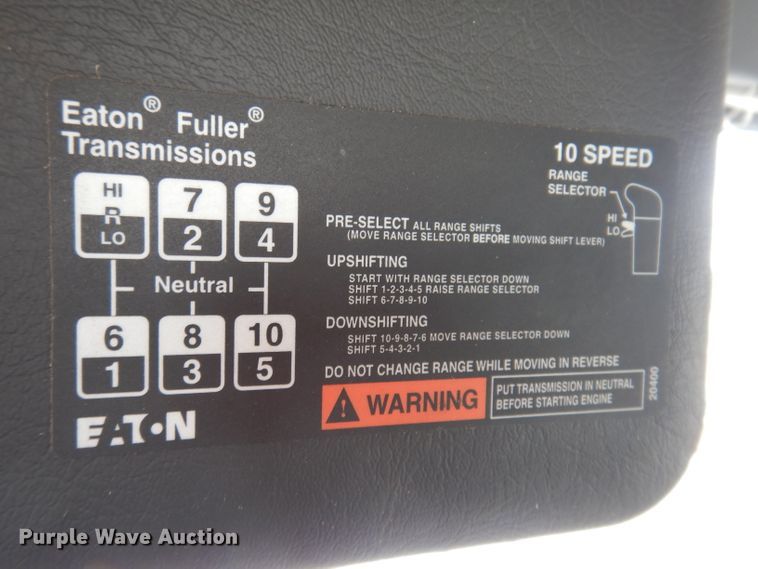 Purple Wave Auction
Eaton® Fuller®
Transmissions
HI
R
LO
7
2
9
4
Neutral
6
1
8
3
10
5
EATON
10 SPEED
RANGE
SELECTOR
HI
LO
PRE-SELECT ALL RANGE SHIFTS
(MOVE RANGE SELECTOR BEFORE MOVING SHIFT LEVER)
UPSHIFTING
START WITH RANGE SELECTOR DOWN
SHIFT 1-2-3-4-5 RAISE RANGE SELECTOR
SHIFT 6-7-8-9-10
DOWNSHIFTING
SHIFT 10-9-8-7-6 MOVE RANGE SELECTOR DOWN
SHIFT 5-4-3-2-1
DO NOT CHANGE RANGE WHILE MOVING IN REVERSE
! WARNING
PUT TRANSMISSION IN NEUTRAL
BEFORE STARTING ENGINE
20400
Purple Wave Auction